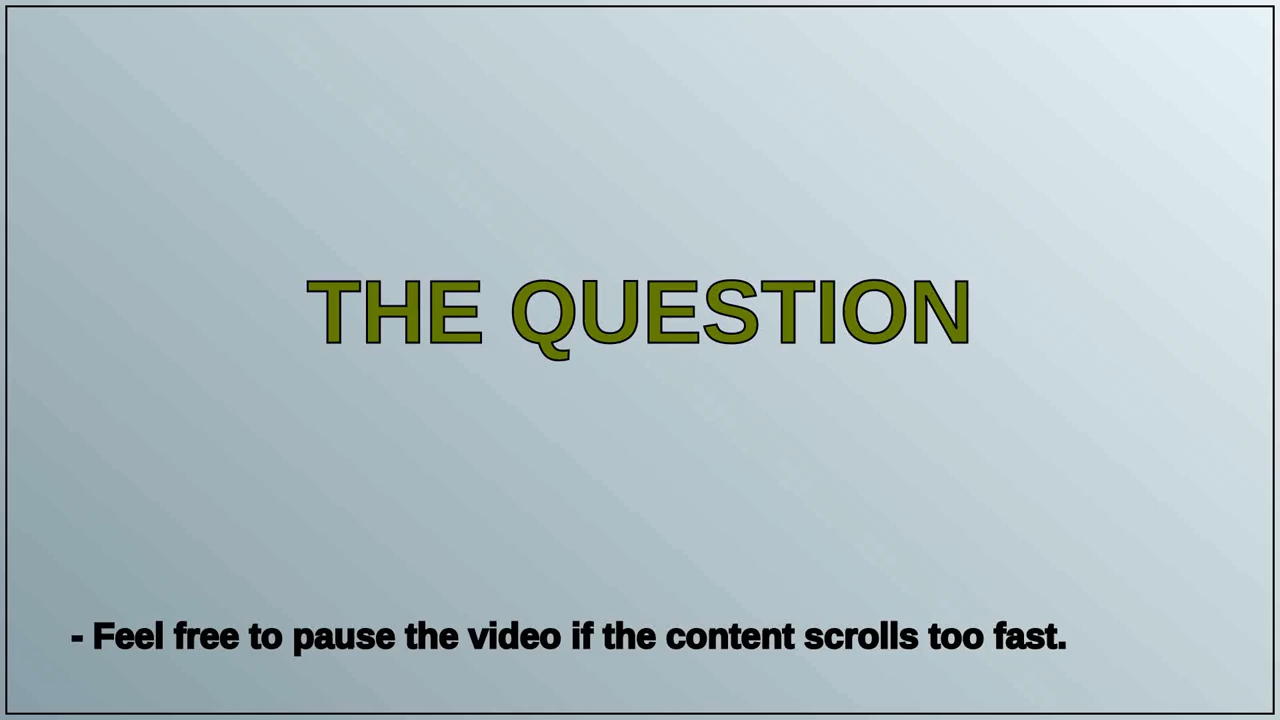 THE QUESTION
- Feel free to pause the video if the content scrolls too fast.